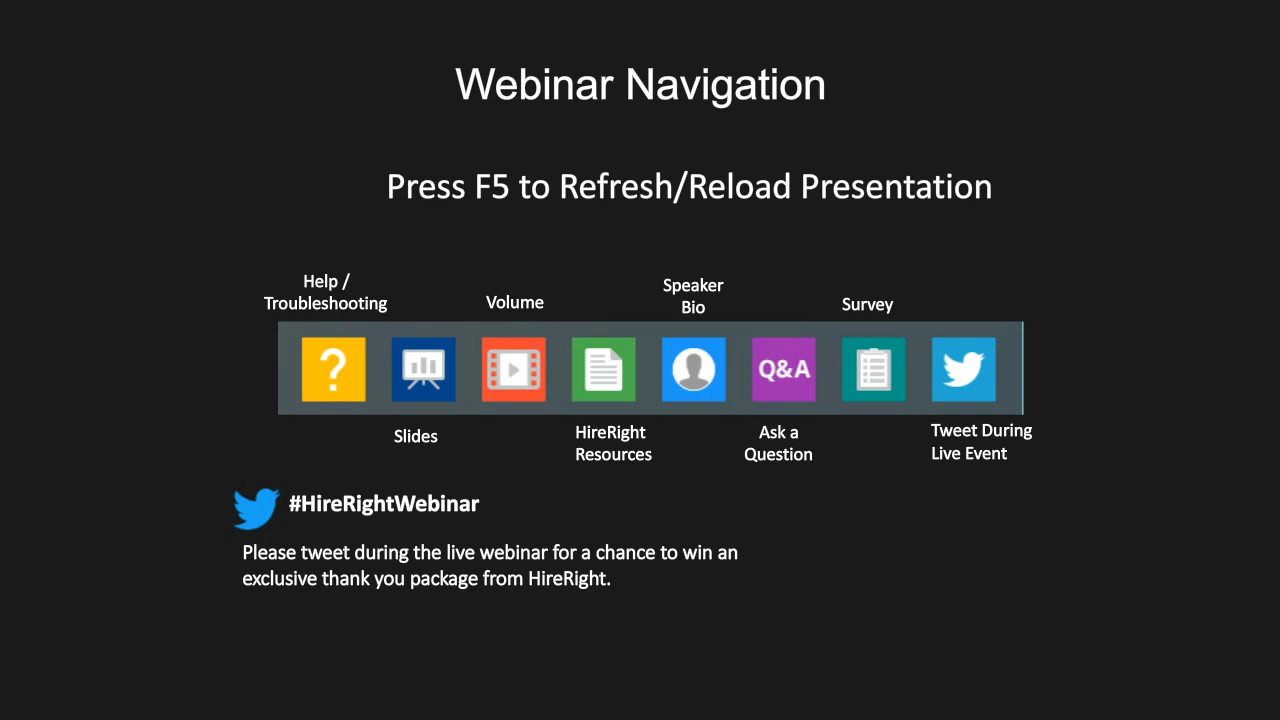 Webinar Navigation
Press F5 to Refresh/Reload Presentation
Help /
Troubleshooting
Volume
Speaker
Bio
Survey
?
Q&A
Slides
HireRight
Resources
Ask a
Question
Tweet During
Live Event
#HireRightWebinar
Please tweet during the live webinar for a chance to win an
exclusive thank you package from HireRight.